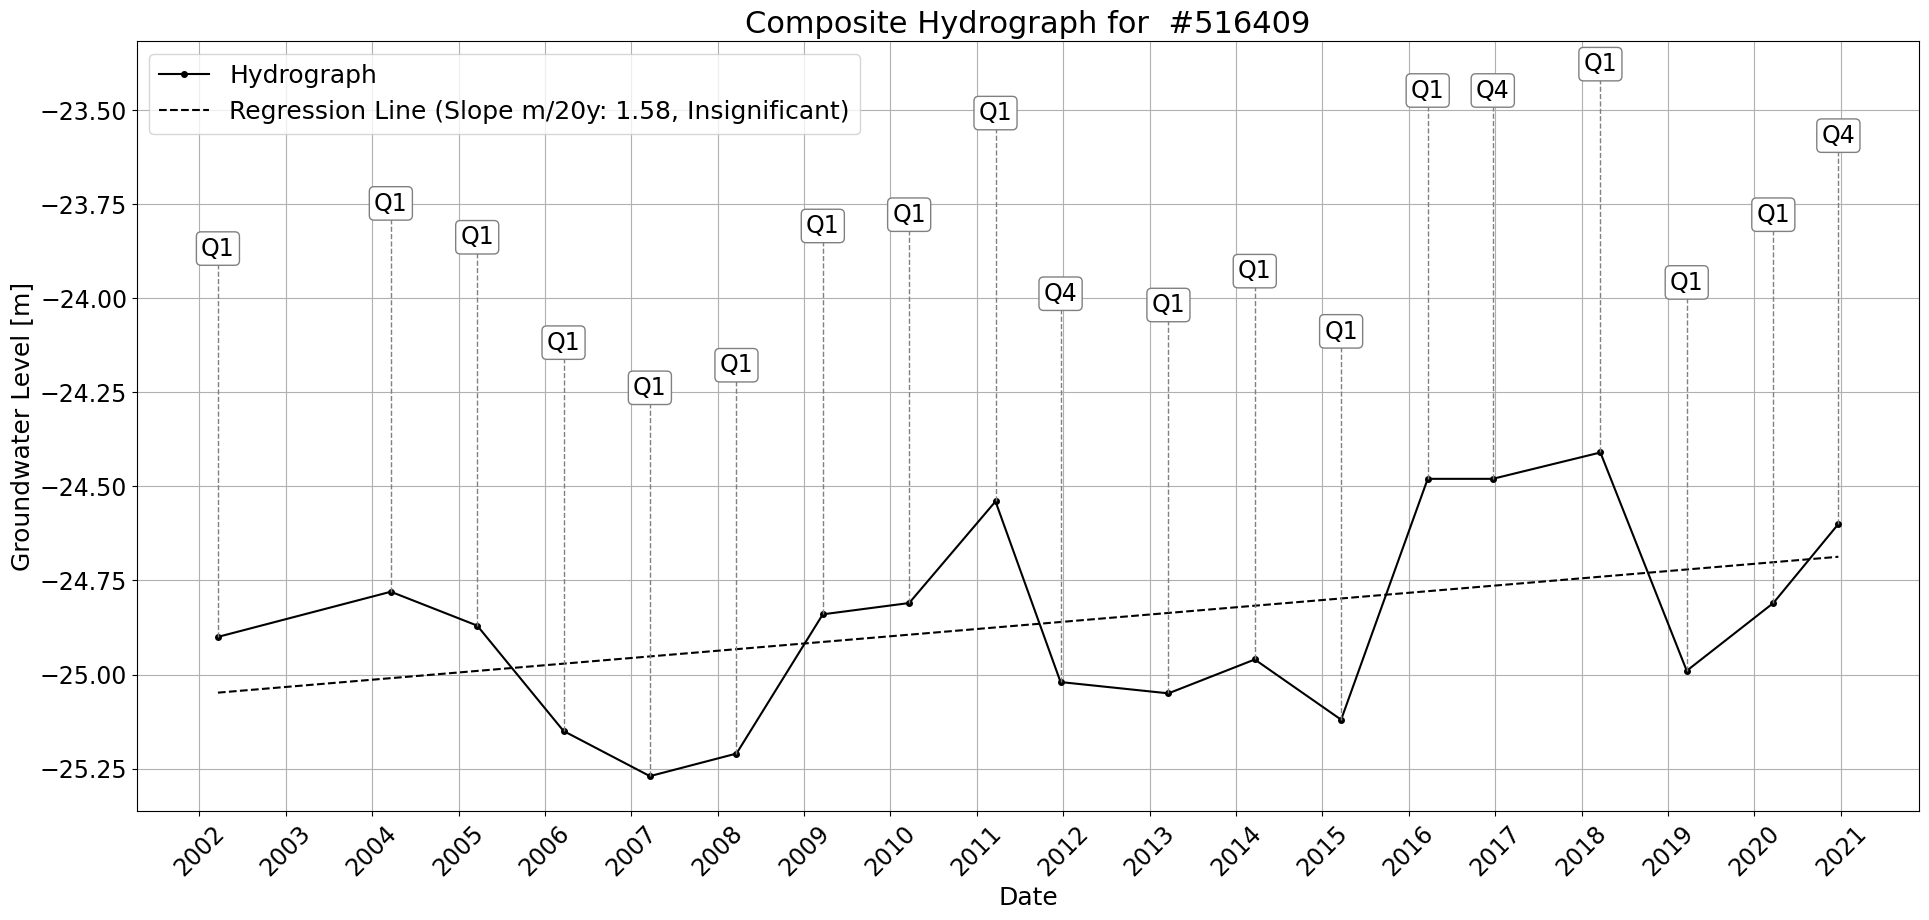 Composite Hydrograph for  #516409
Hydrograph
Regression Line (Slope m/20y: 1.58, Insignificant)
Q1
Q1
Q1
Q1
Q1
Q1
Q1
Q1
Q1
Q4
Q1
Q1
Q1
Q1
Q4
Q1
Q1
Q1
Q4
Groundwater Level [m]
−23.50
−23.75
−24.00
−24.25
−24.50
−24.75
−25.00
−25.25
2002
2003
2004
2005
2006
2007
2008
2009
2010
2011
2012
2013
2014
2015
2016
2017
2018
2019
2020
2021
Date